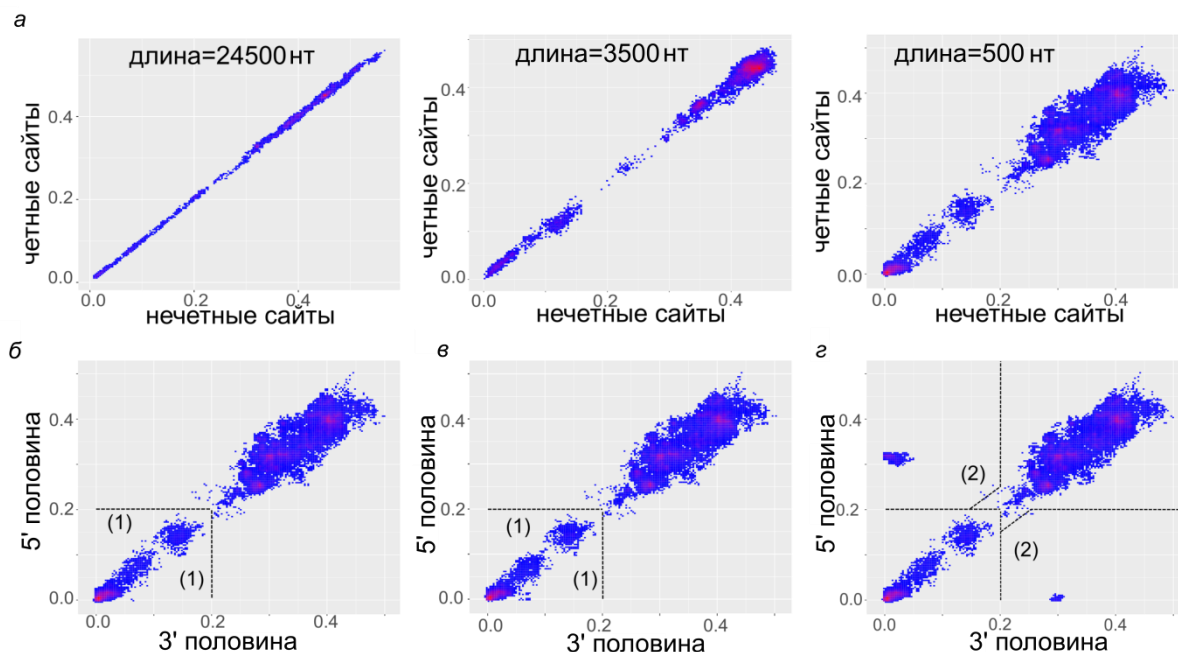 а
длина=24500 нт
длина=3500 нт
длина=500 нт
четные сайты
0.4
0.2
0.0
0.0
0.2
0.4
нечетные сайты
четные сайты
0.4
0.2
0.0
0.0
0.2
0.4
нечетные сайты
четные сайты
0.4
0.2
0.0
0.0
0.2
0.4
нечетные сайты
б
5' половина
0.4
0.2
0.0
(1)
(1)
0.0
0.2
0.4
3' половина
в
5' половина
0.4
0.2
0.0
(1)
(1)
0.0
0.2
0.4
3' половина
г
5' половина
0.4
0.2
0.0
(2)
(2)
0.0
0.2
0.4
3' половина